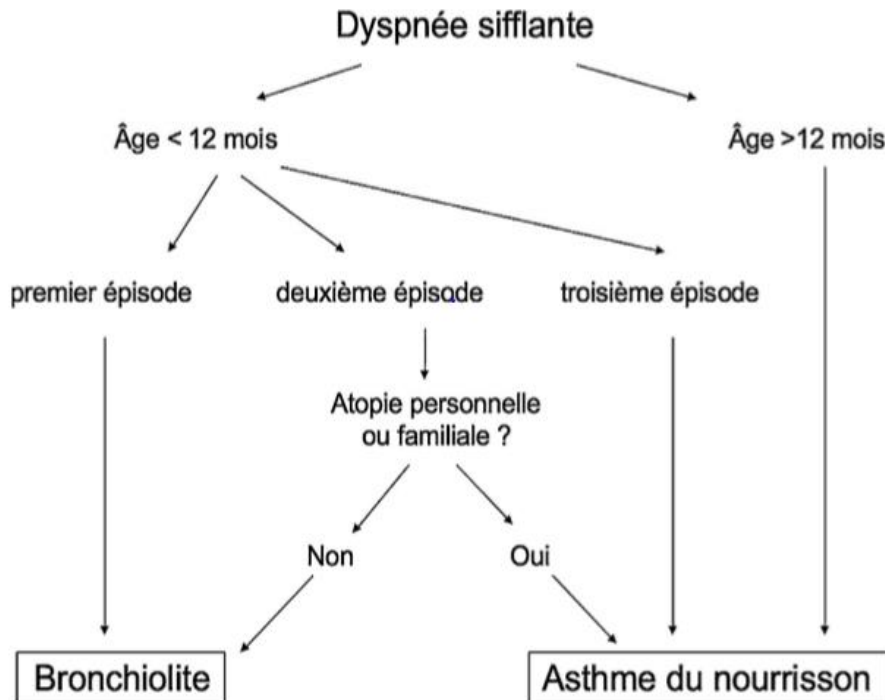 Dyspnée sifflante
Âge < 12 mois
Âge >12 mois
premier épisode
deuxième épisode
troisième épisode
Atopie personnelle
ou familiale ?
Non
Oui
Bronchiolite
Asthme du nourrisson